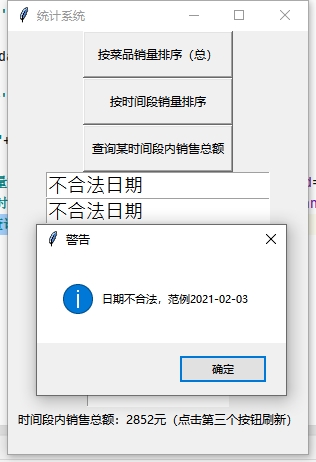 统计系统
按菜品销量排序（总）
按时间段销量排序
查询某时间段内销售总额
不合法日期
不合法日期
警告
日期不合法，范例2021-02-03
确定
时间段内销售总额：2852元（点击第三个按钮刷新）